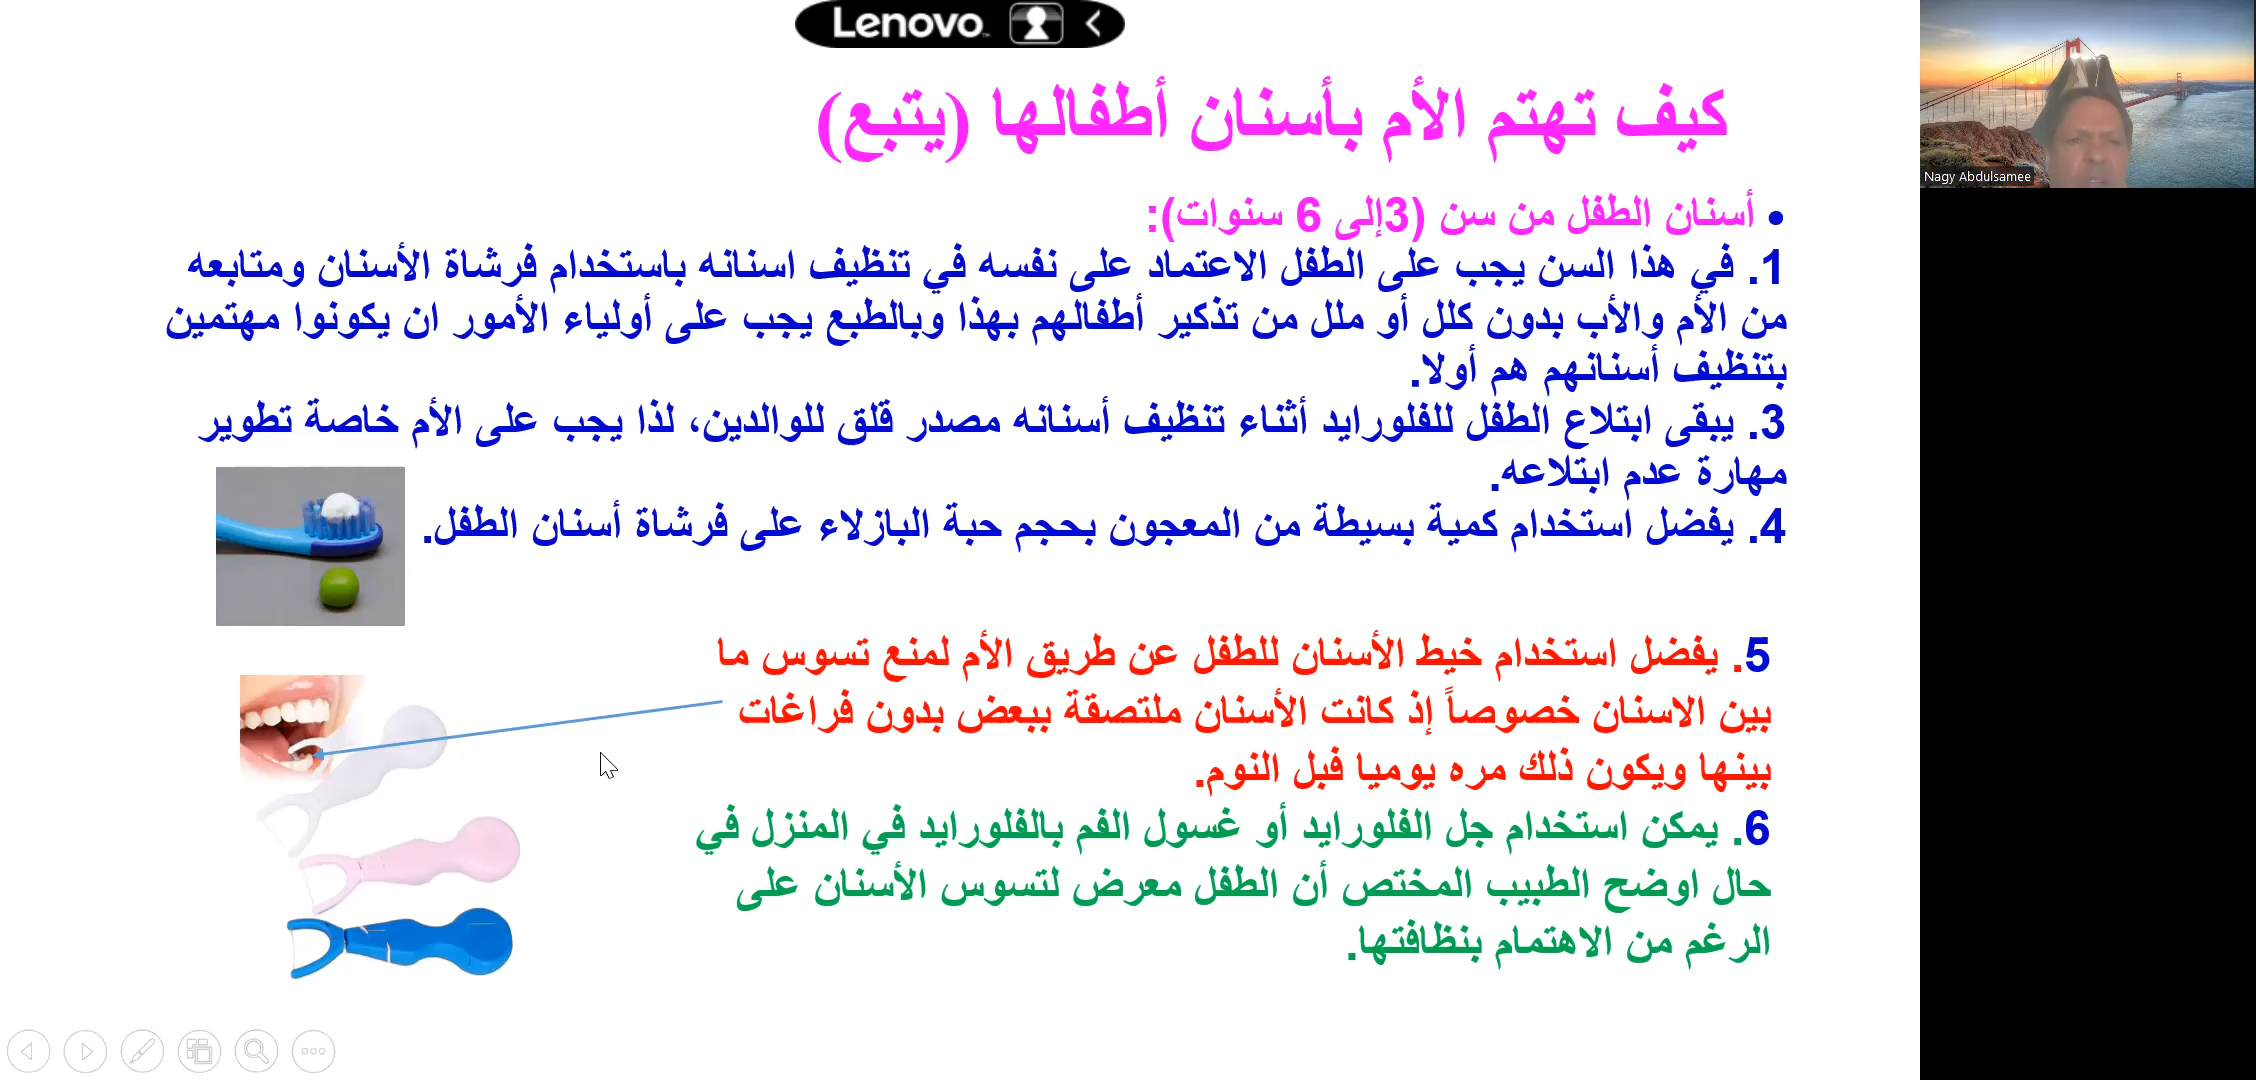 Lenovo
كيف تهتم الأم بأسنان أطفالها (يتبع)
Nagy Abdulsamee
• أسنان الطفل من سن (3إلى 6 سنوات):
1. في هذا السن يجب على الطفل الاعتماد على نفسه في تنظيف اسنانه باستخدام فرشاة الأسنان ومتابعه
من الأم والأب بدون كلل أو ملل من تذكير أطفالهم بهذا وبالطبع يجب على أولياء الأمور ان يكونوا مهتمين
بتنظيف أسنانهم هم أولا.
3. يبقى ابتلاع الطفل للفلورايد أثناء تنظيف أسنانه مصدر قلق للوالدين، لذا يجب على الأم خاصة تطوير
مهارة عدم ابتلاعه.
4. يفضل استخدام كمية بسيطة من المعجون بحجم حبة البازلاء على فرشاة أسنان الطفل.
5. يفضل استخدام خيط الأسنان للطفل عن طريق الأم لمنع تسوس ما
بين الاسنان خصوصاً إذ كانت الأسنان ملتصقة ببعض بدون فراغات
بينها ويكون ذلك مره يوميا قبل النوم.
6. يمكن استخدام جل الفلورايد أو غسول الفم بالفلورايد في المنزل في
حال اوضح الطبيب المختص أن الطفل معرض لتسوس الأسنان على
الرغم من الاهتمام بنظافتها.